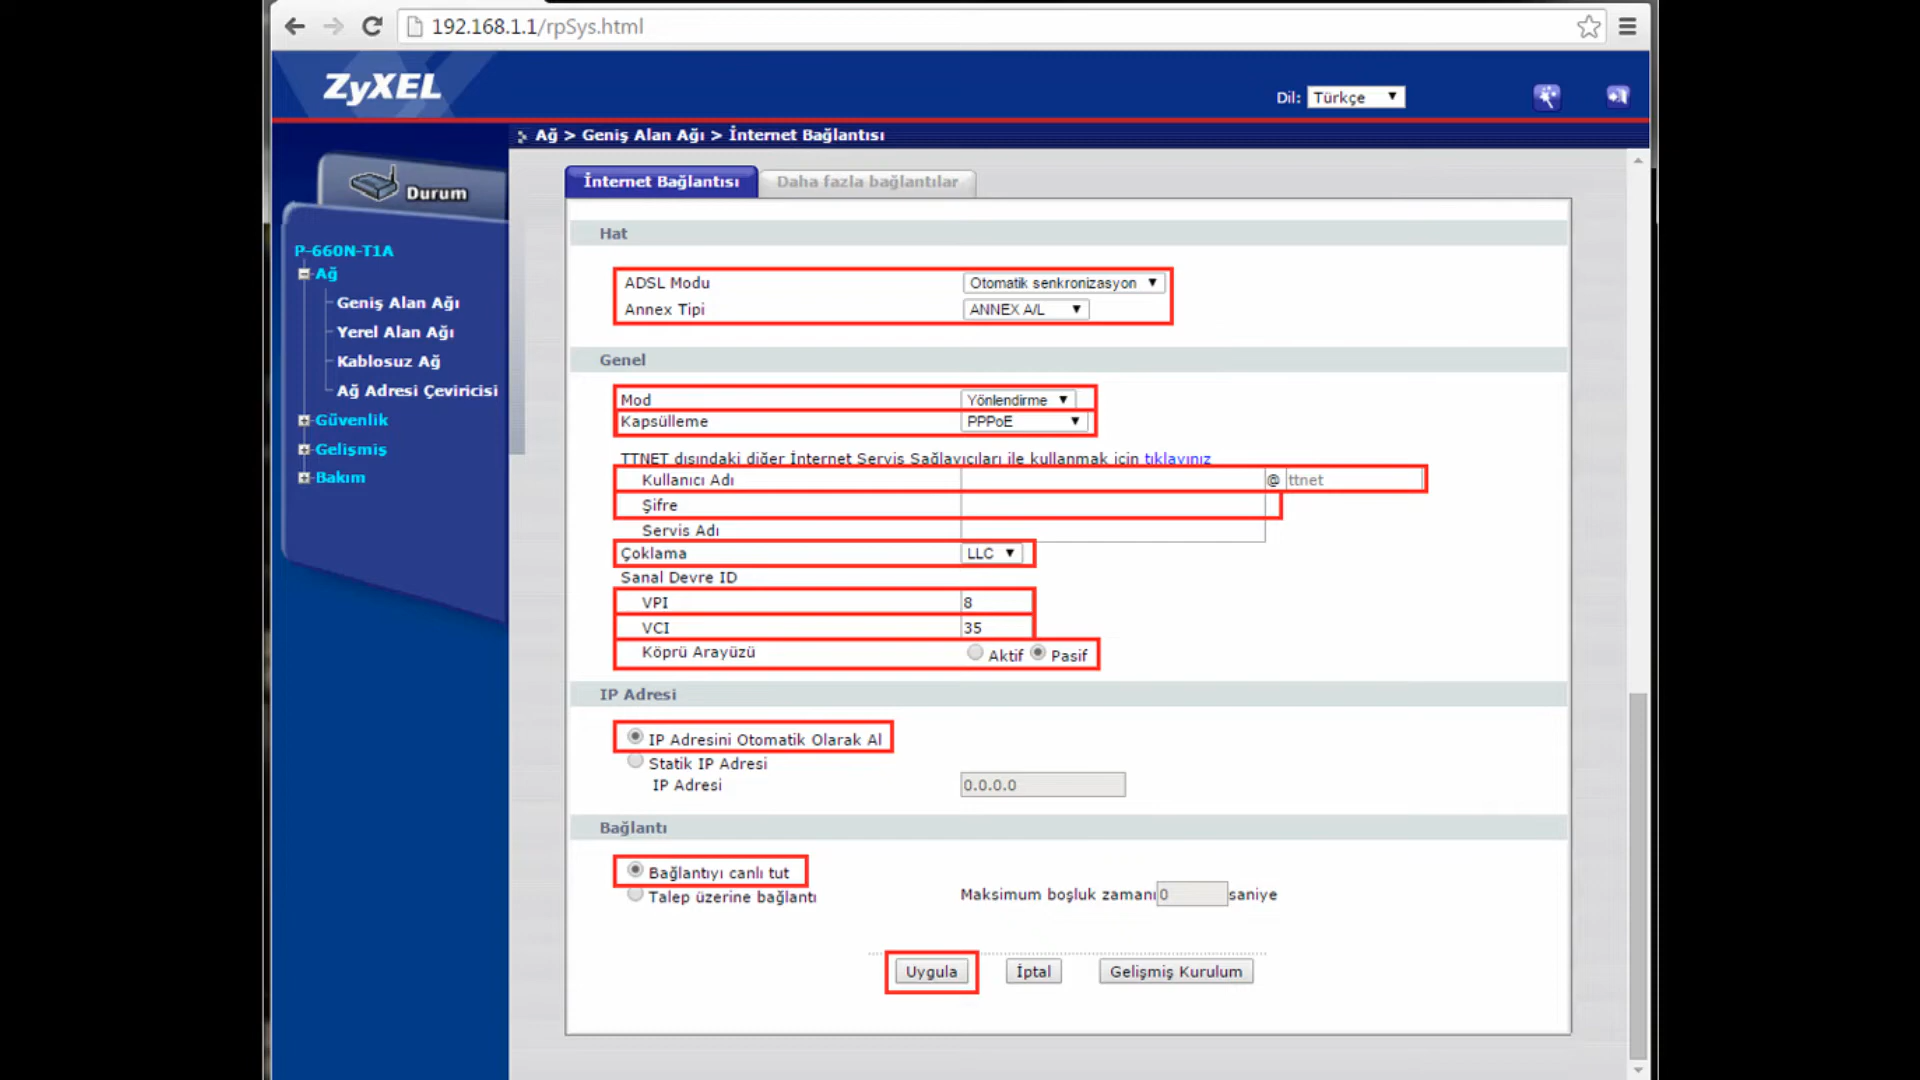 192.168.1.1/rpSys.html
ZyXEL
Dil: Türkçe
Ağ > Geniş Alan Ağı > İnternet Bağlantısı
Durum
P-660N-T1A
Ağ
Geniş Alan Ağı
Yerel Alan Ağı
Kablosuz Ağ
Ağ Adresi Çeviricisi
Güvenlik
Gelişmiş
Bakım
İnternet Bağlantısı
Daha fazla bağlantılar
Hat
ADSL Modu Otomatik senkronizasyon
Annex Tipi ANNEX A/L
Genel
Mod Yönlendirme
Kapsülleme PPPoE
TTNET dısındaki diğer İnternet Servis Sağlayıcıları ile kullanmak için tıklayınız
Kullanıcı Adı @ ttnet
Şifre
Servis Adı
Çoklama LLC
Sanal Devre ID
VPI 8
VCI 35
Köprü Arayüzü Aktif Pasif
IP Adresi
IP Adresini Otomatik Olarak Al
Statik IP Adresi
IP Adresi 0.0.0.0
Bağlantı
Bağlantıyı canlı tut
Talep üzerine bağlantı Maksimum boşluk zamanı 0 saniye
Uygula İptal Gelişmiş Kurulum